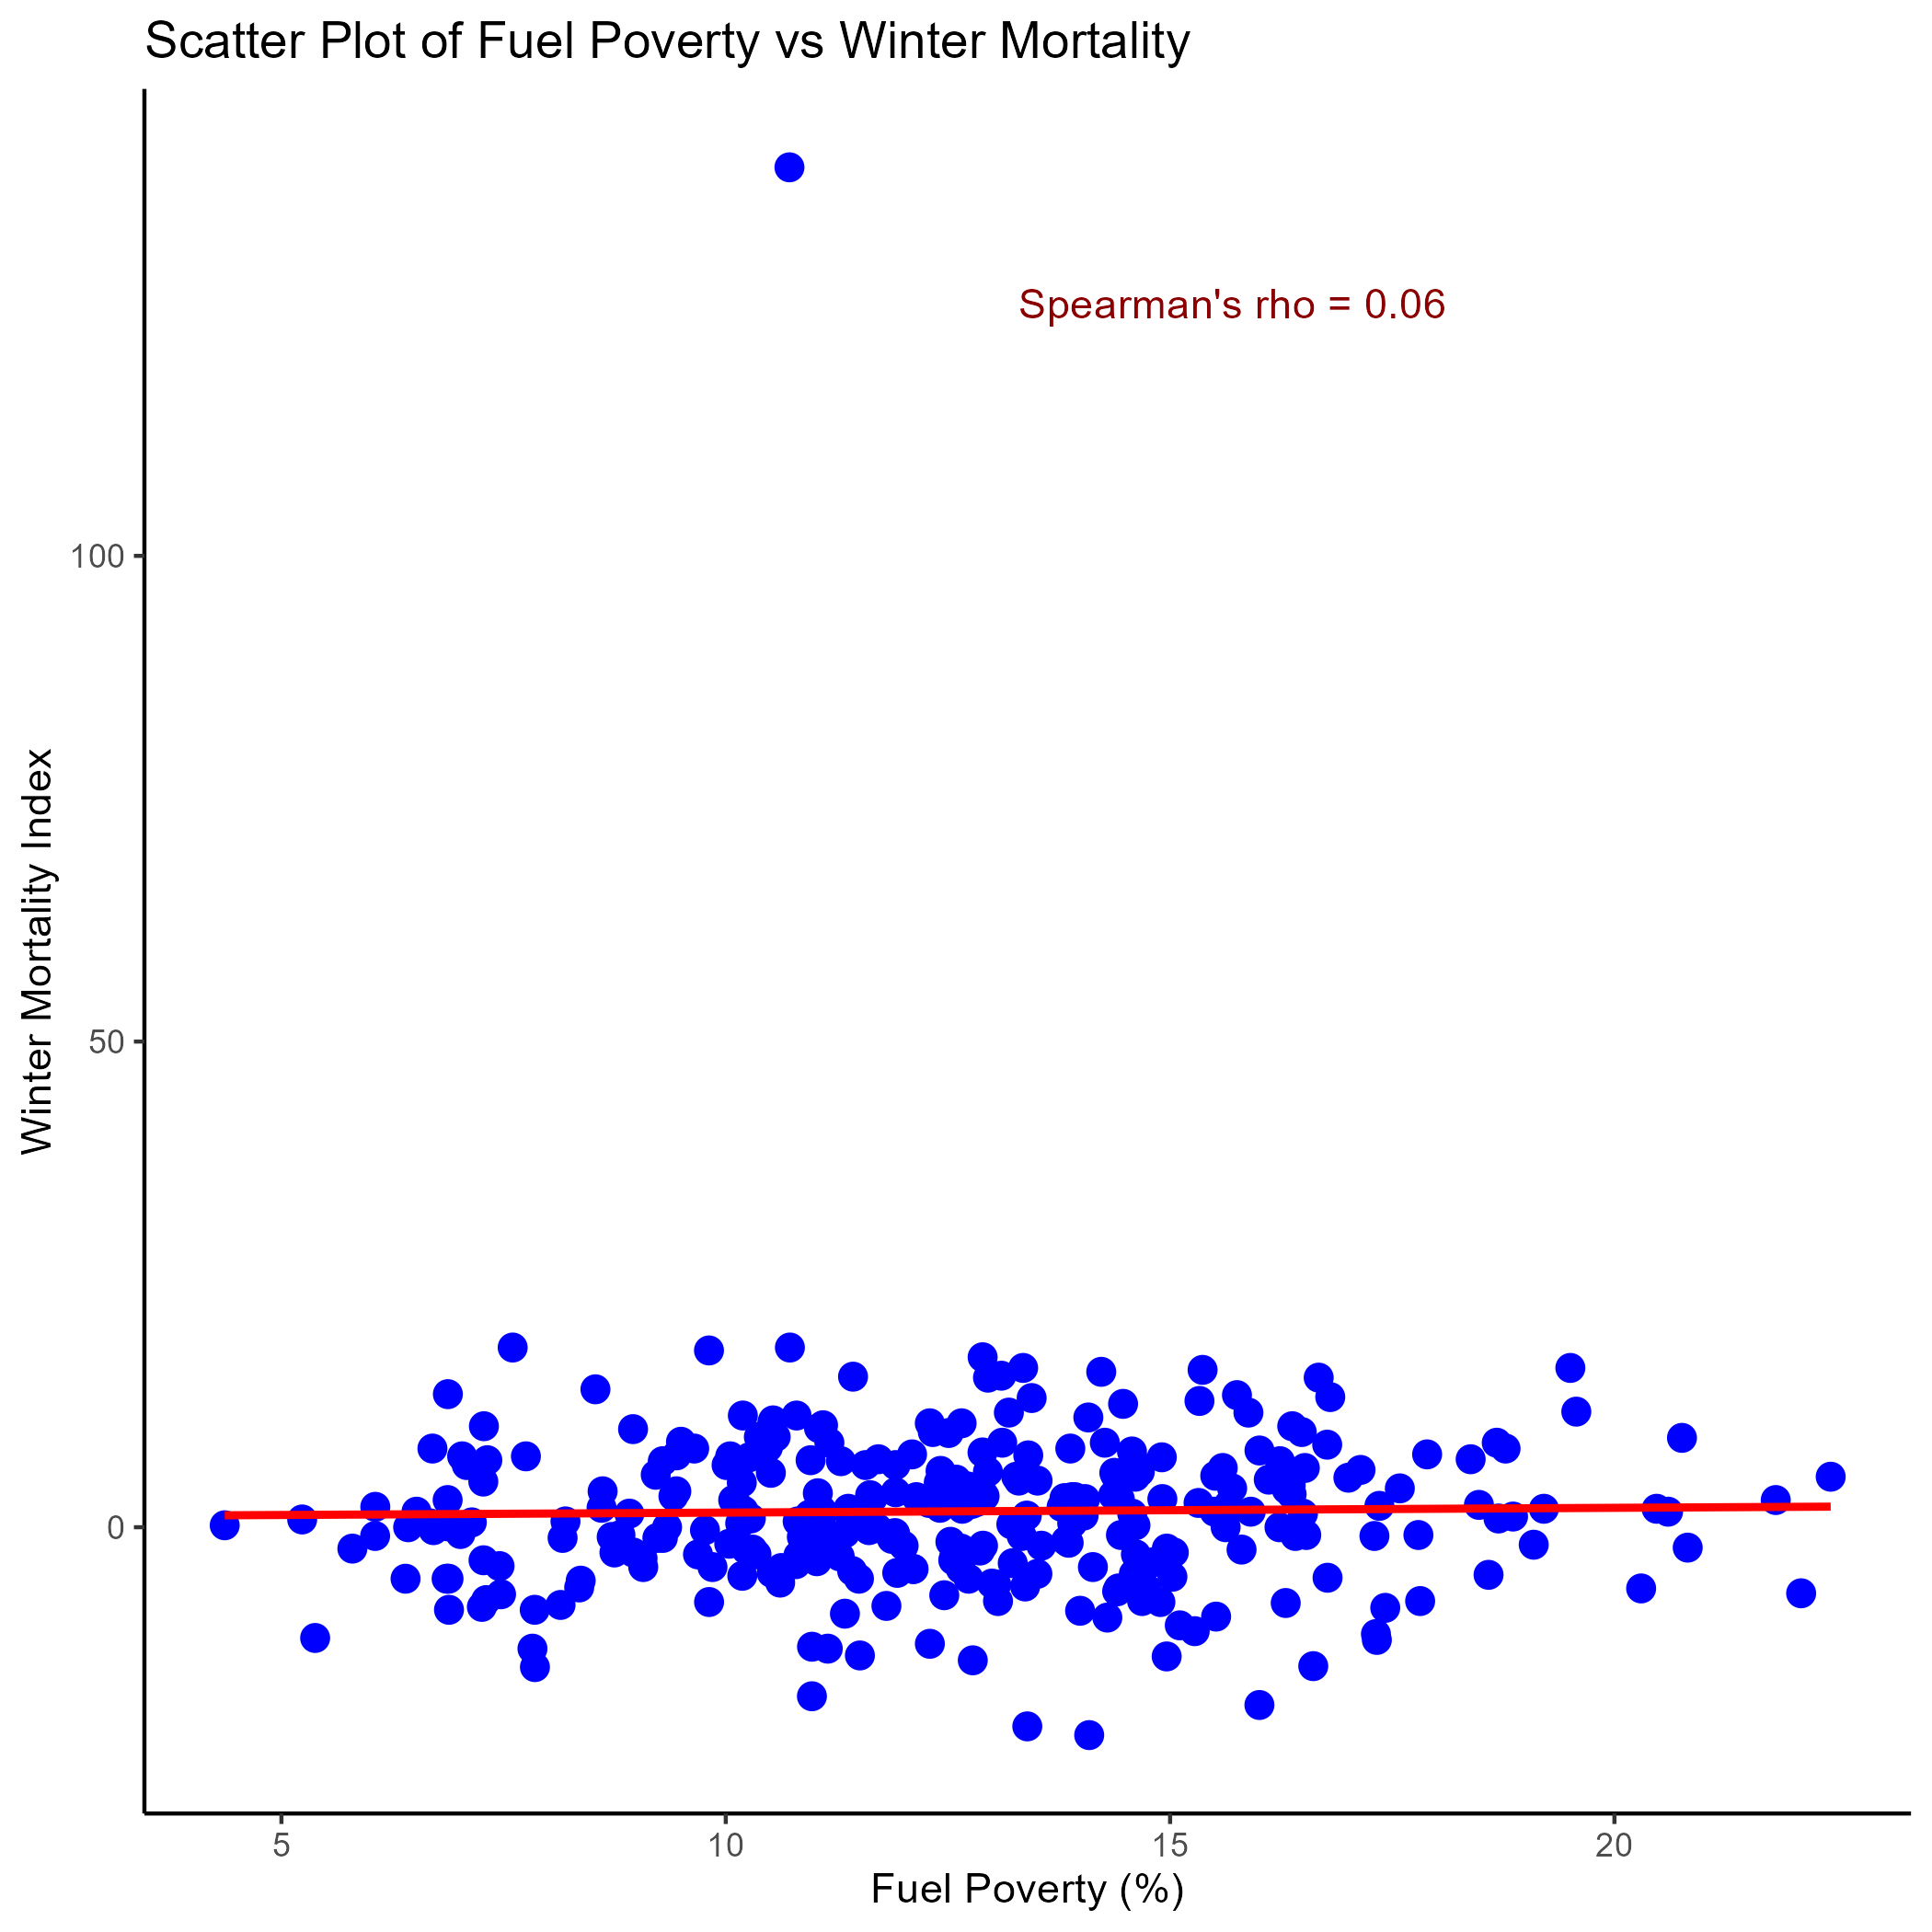 Scatter Plot of Fuel Poverty vs Winter Mortality
Spearman's rho = 0.06
100
50
0
Winter Mortality Index
5 10 15 20
Fuel Poverty (%)